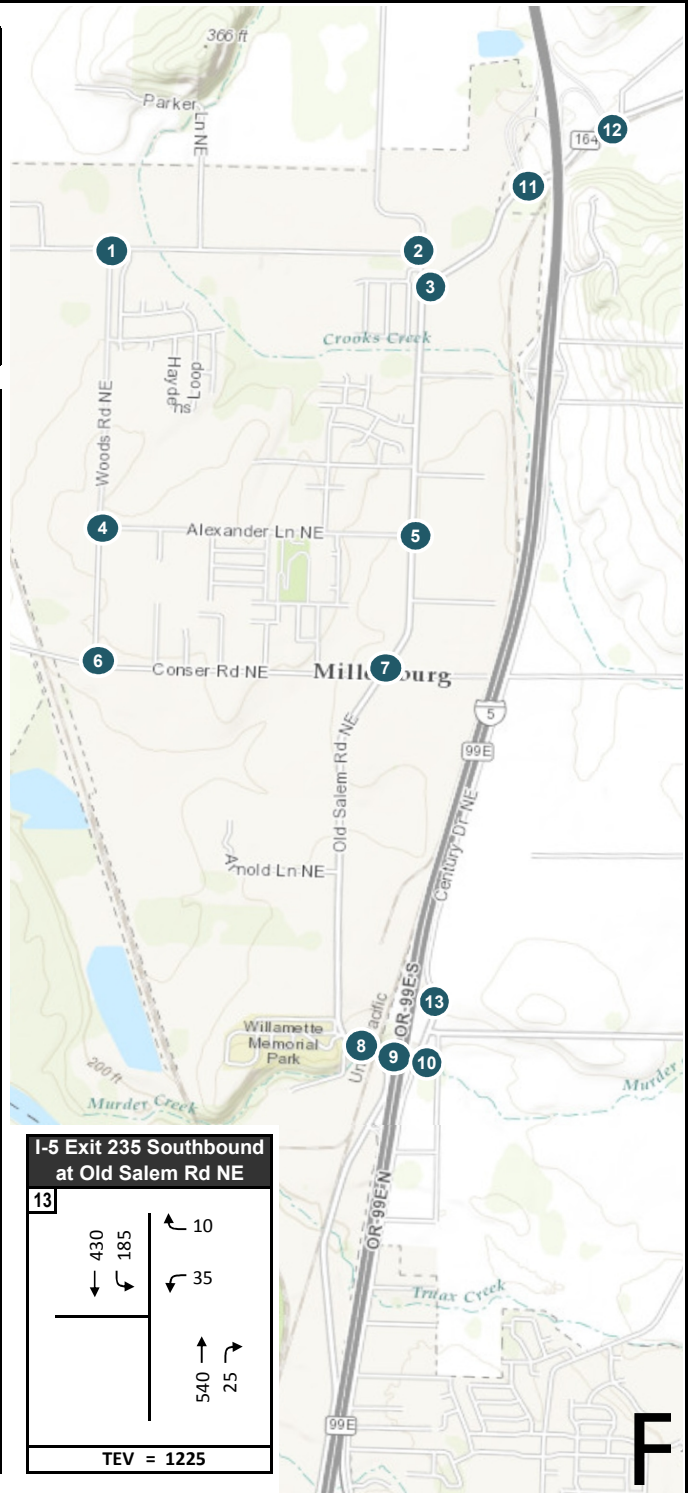 366 ft
Parker Ln NE
12
164
11
1
2
3
Crooks Creek
Hayden
Loop
Woods Rd NE
4
Alexander Ln NE
5
6
Conser Rd NE
7
5
99E
Old Salem Rd NE
Century Dr NE
Arnold Ln NE
OR-99E S
13
Willamette
Memorial
Park
8
9
10
200 ft
Murder Creek
Murder
I-5 Exit 235 Southbound
at Old Salem Rd NE
13
430
185
10
35
540
25
TEV = 1225
OR-99E N
Truax Creek
99E
F